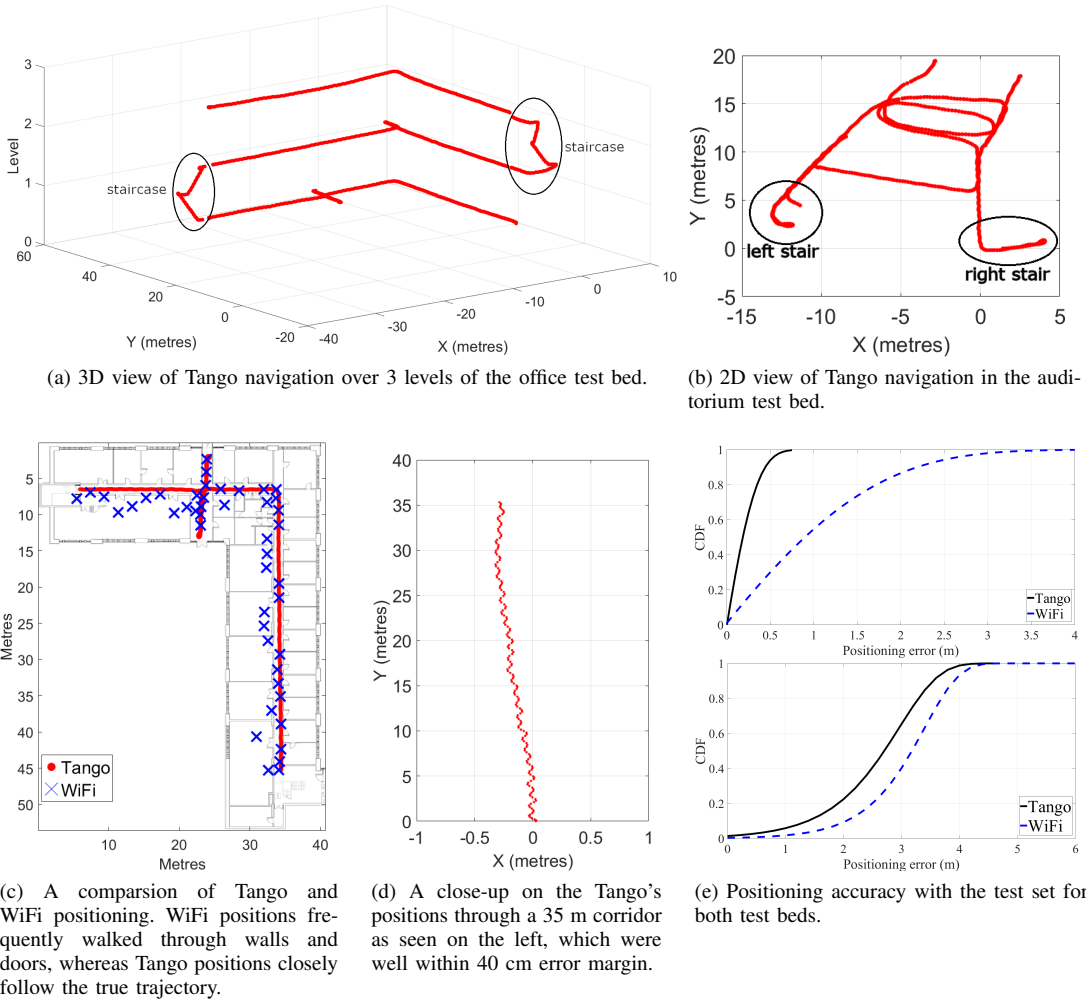 3
2
1
0
Level
staircase
staircase
60
40
20
0
-20
Y (metres)
-40
-30
-20
-10
0
10
X (metres)
(a) 3D view of Tango navigation over 3 levels of the office test bed.
20
15
10
5
0
-5
Y (metres)
left stair
right stair
-15
-10
-5
0
5
X (metres)
(b) 2D view of Tango navigation in the audi-
torium test bed.
5
10
15
20
25
30
35
40
45
50
Metres
Tango
WiFi
10
20
30
40
Metres
(c) A comparsion of Tango and
WiFi positioning. WiFi positions fre-
quently walked through walls and
doors, whereas Tango positions closely
follow the true trajectory.
40
35
30
25
20
15
10
5
0
Y (metres)
-1
-0.5
0
0.5
1
X (metres)
(d) A close-up on the Tango's
positions through a 35 m corridor
as seen on the left, which were
well within 40 cm error margin.
1
0.8
0.6
0.4
0.2
0
CDF
Tango
WiFi
0
0.5
1
1.5
2
2.5
3
3.5
4
Positioning error (m)
1
0.8
0.6
0.4
0.2
0
CDF
Tango
WiFi
0
1
2
3
4
5
6
Positioning error (m)
(e) Positioning accuracy with the test set for
both test beds.